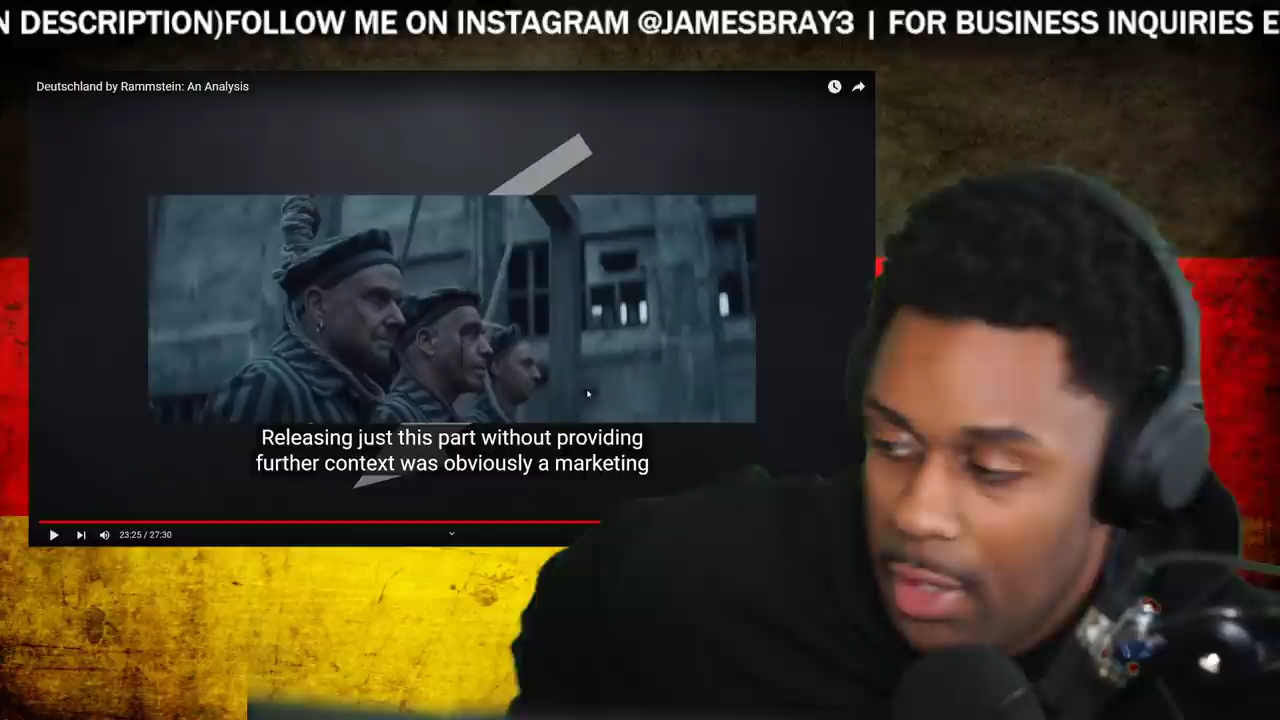 N DESCRIPTION)FOLLOW ME ON INSTAGRAM @JAMESBRAY3 | FOR BUSINESS INQUIRIES E
Deutschland by Rammstein: An Analysis
Releasing just this part without providing
further context was obviously a marketing
23:25 / 27:30